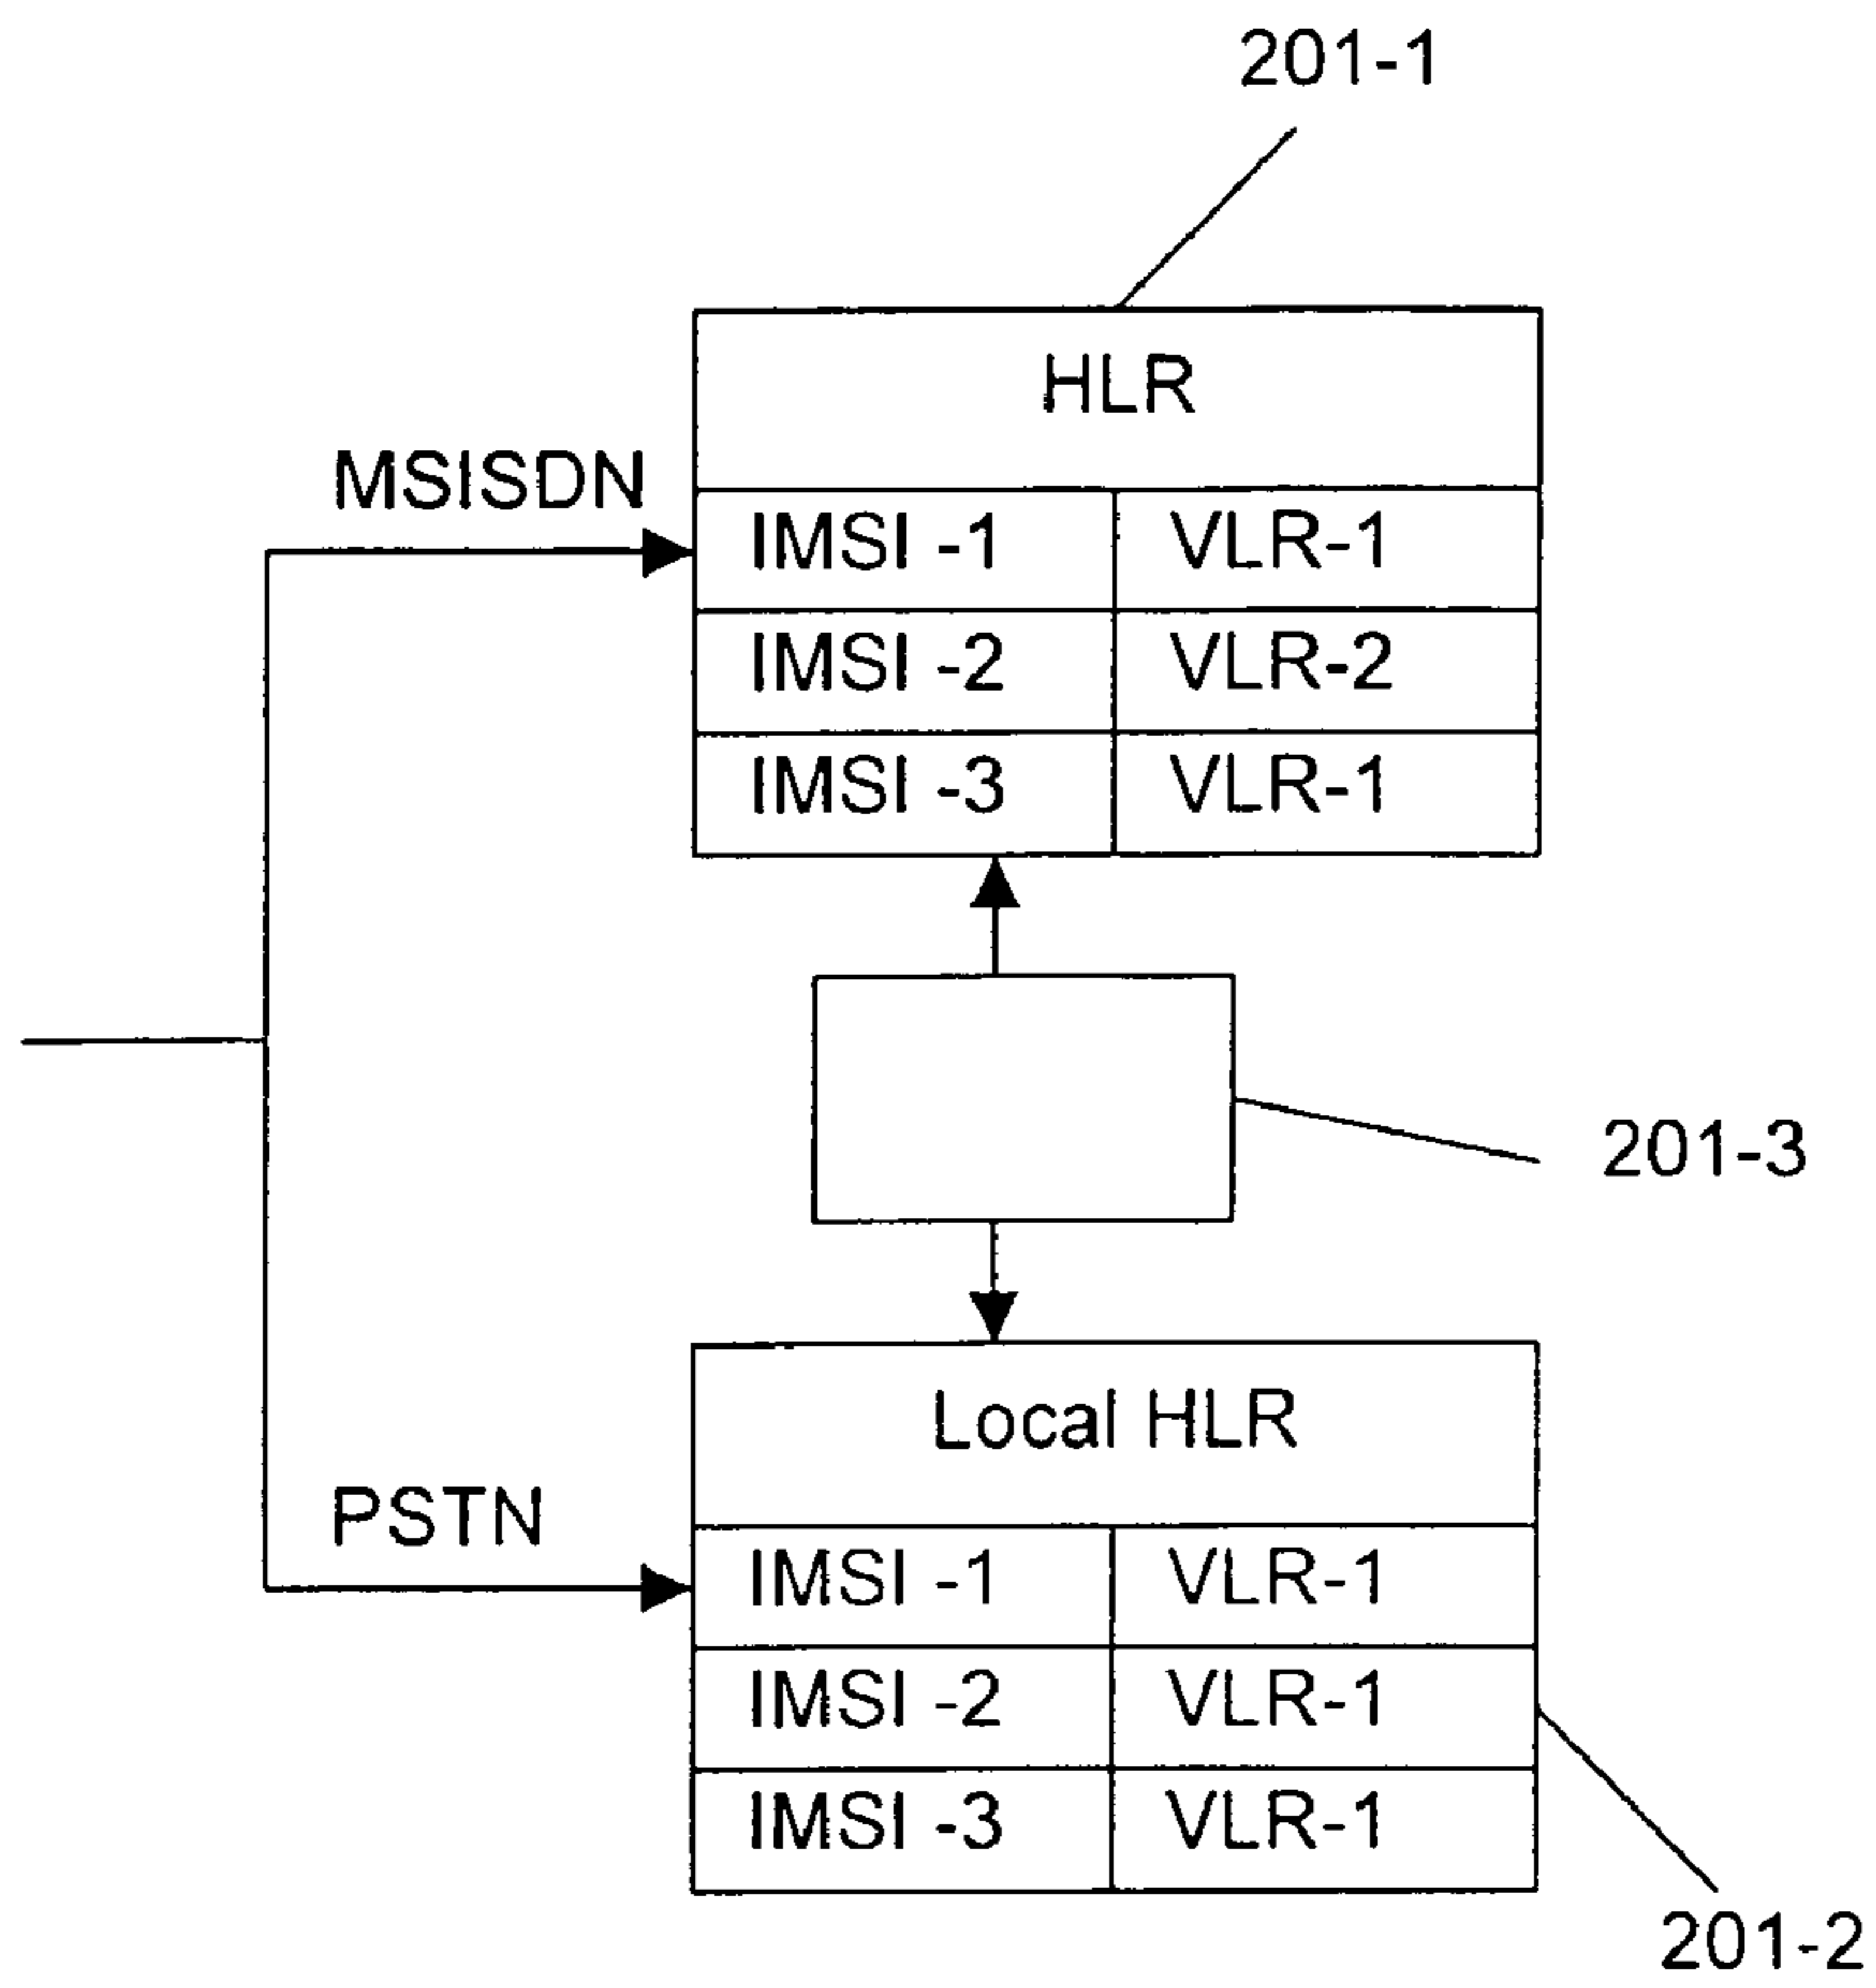 201-1
HLR
MSISDN
IMSI -1 VLR-1
IMSI -2 VLR-2
IMSI -3 VLR-1
201-3
Local HLR
PSTN
IMSI -1 VLR-1
IMSI -2 VLR-1
IMSI -3 VLR-1
201-2